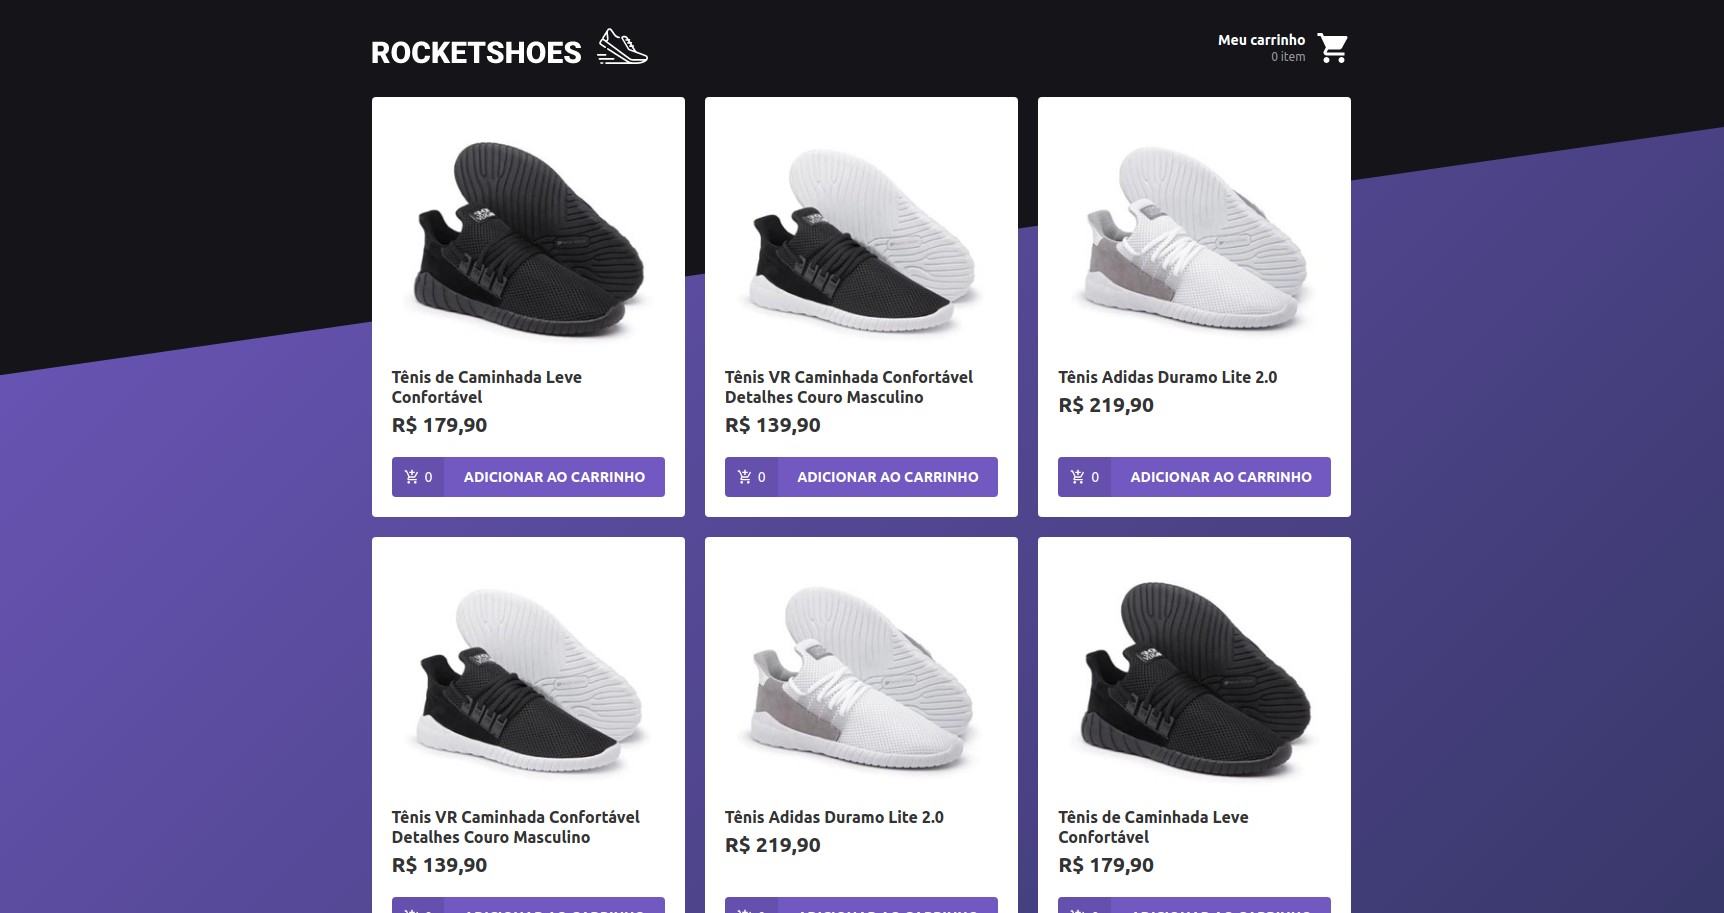 ROCKETSHOES
Meu carrinho
0 item
Tênis de Caminhada Leve
Confortável
R$ 179,90
0 ADICIONAR AO CARRINHO
Tênis VR Caminhada Confortável
Detalhes Couro Masculino
R$ 139,90
0 ADICIONAR AO CARRINHO
Tênis Adidas Duramo Lite 2.0
R$ 219,90
0 ADICIONAR AO CARRINHO
Tênis VR Caminhada Confortável
Detalhes Couro Masculino
R$ 139,90
Tênis Adidas Duramo Lite 2.0
R$ 219,90
Tênis de Caminhada Leve
Confortável
R$ 179,90